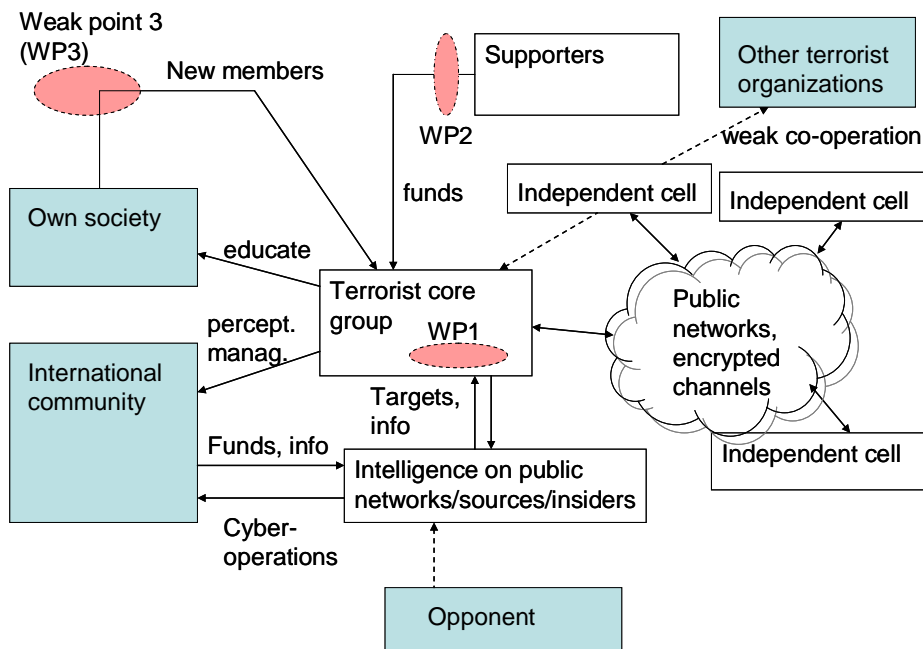 Weak point 3
(WP3)
New members
Supporters
WP2
Other terrorist
organizations
weak co-operation
funds
Independent cell
Independent cell
Own society
educate
Terrorist core
group
WP1
Public
networks,
encrypted
channels
percept.
manag.
International
community
Targets,
info
Funds, info
Intelligence on public
networks/sources/insiders
Independent cell
Cyber-
operations
Opponent